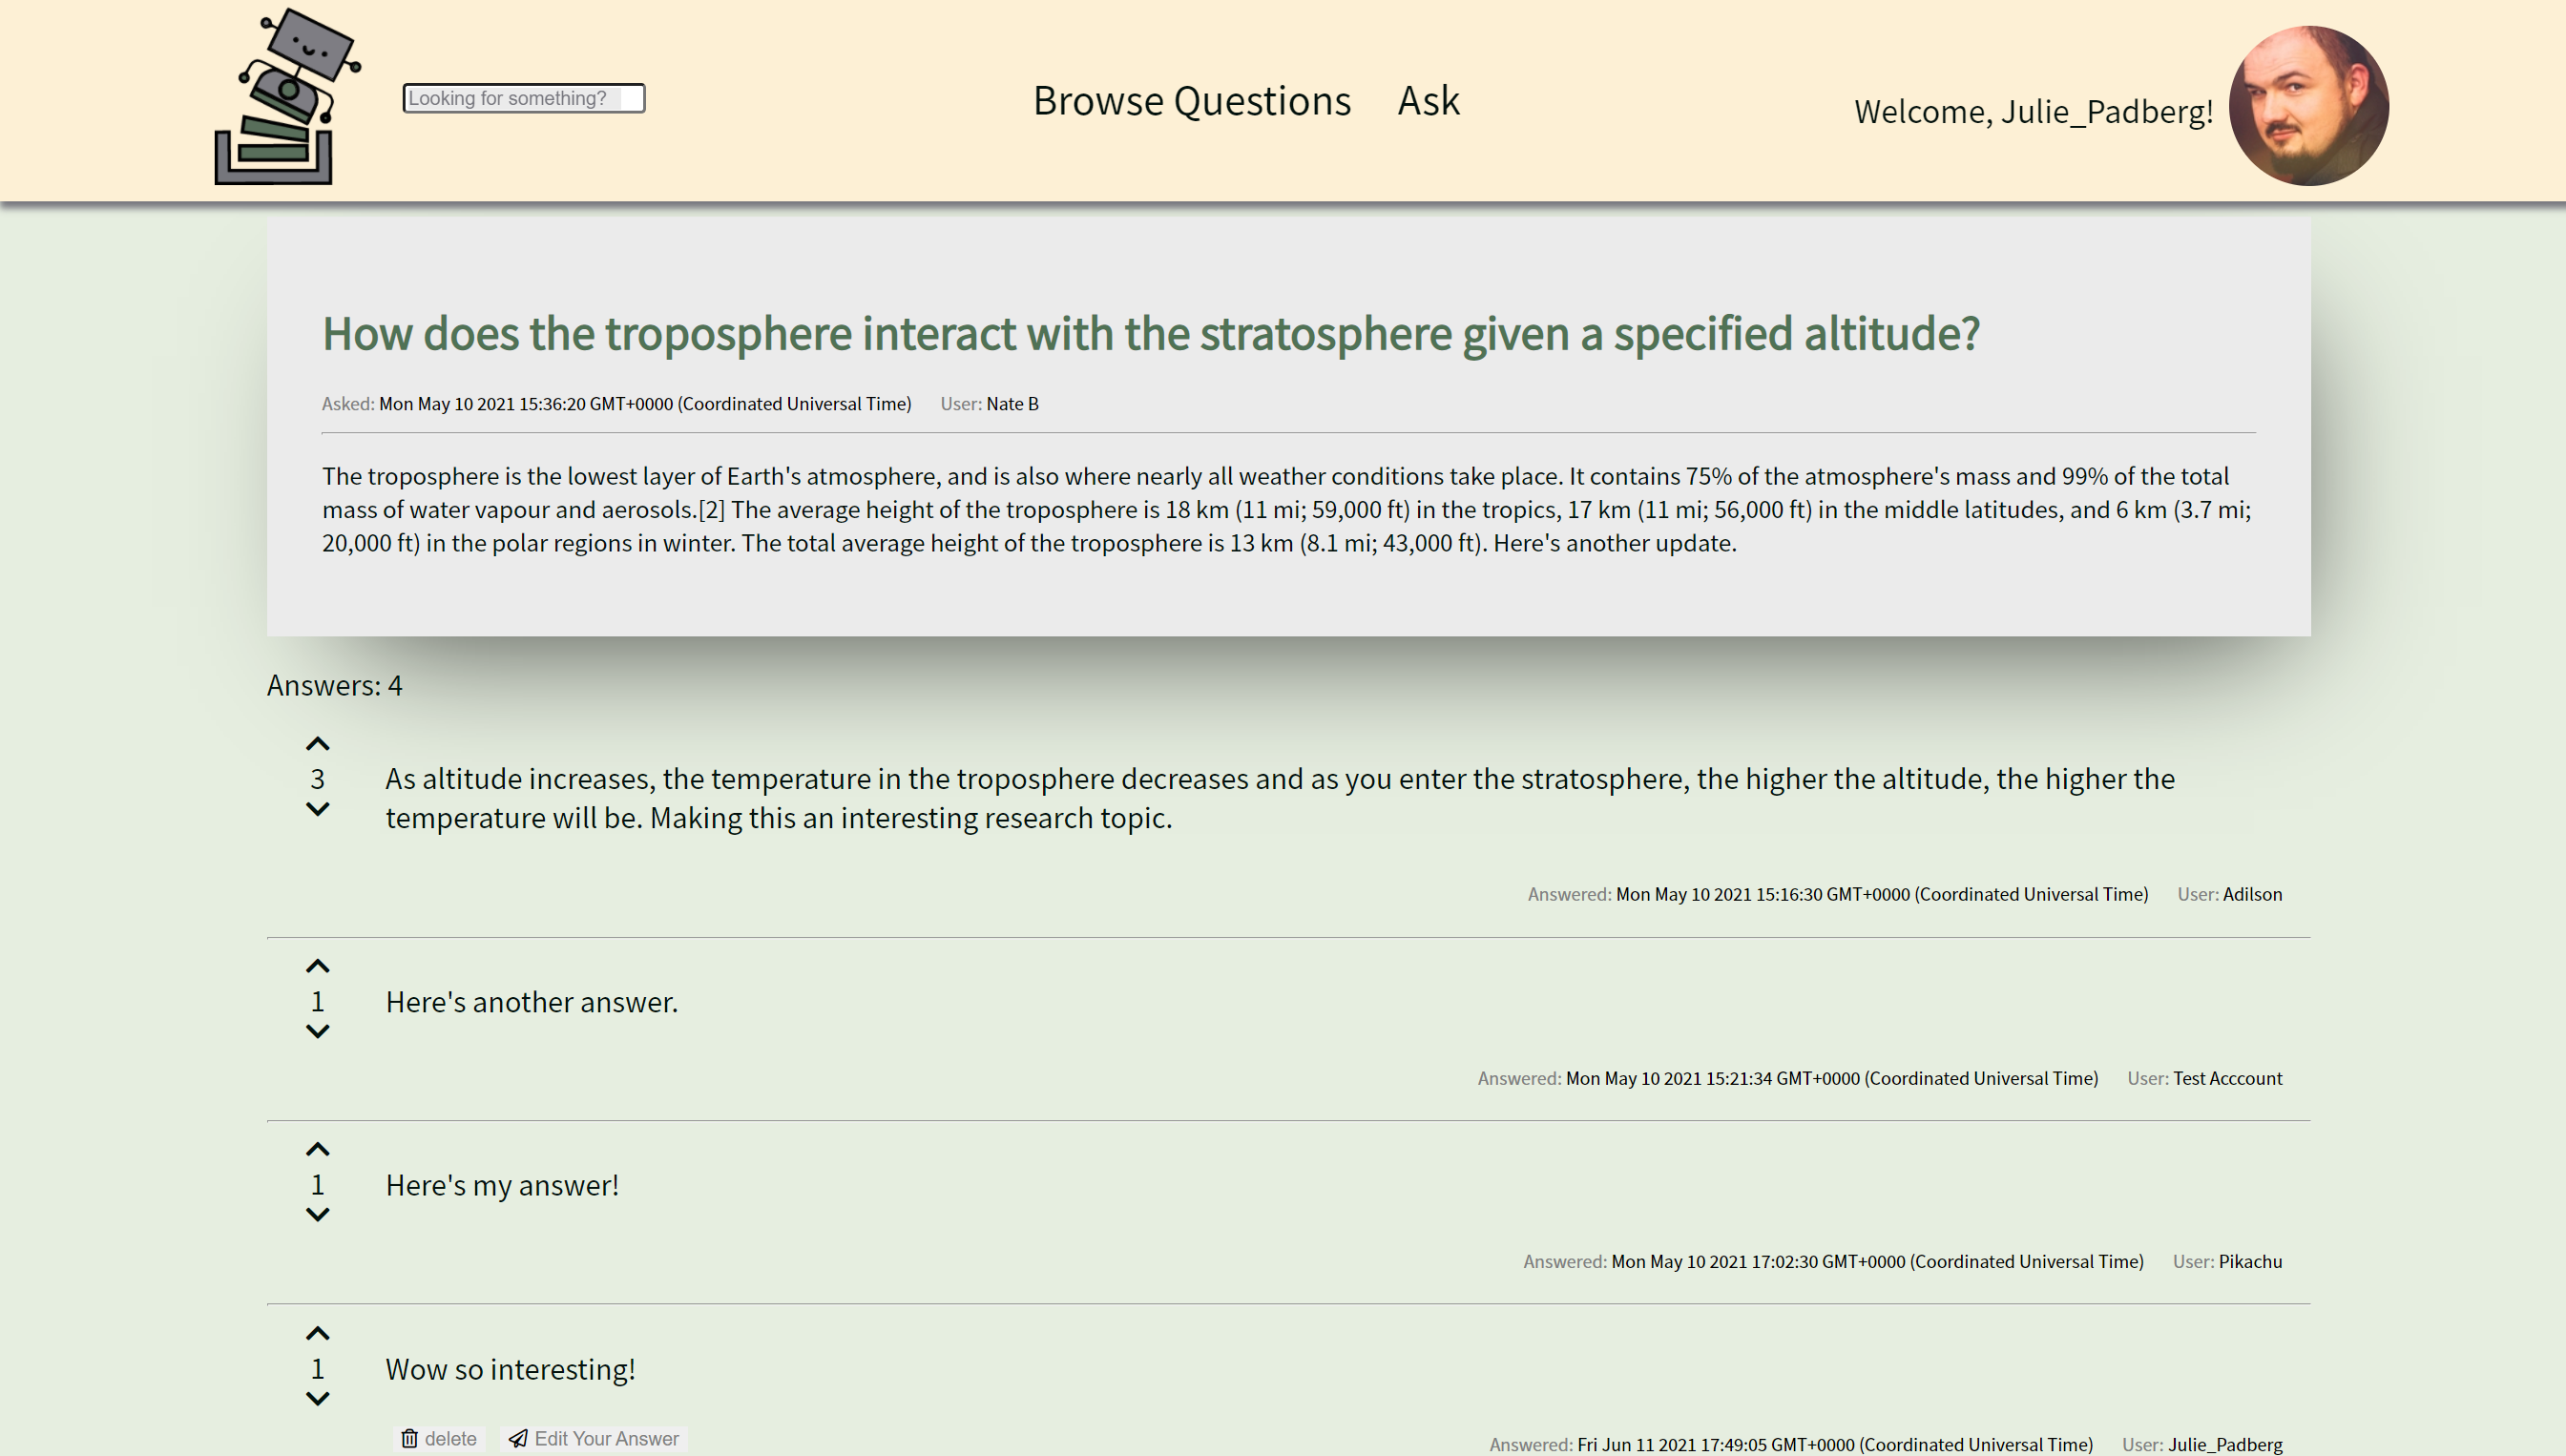 Looking for something?
Browse Questions
Ask
Welcome, Julie_Padberg!
How does the troposphere interact with the stratosphere given a specified altitude?
Asked: Mon May 10 2021 15:36:20 GMT+0000 (Coordinated Universal Time) User: Nate B
The troposphere is the lowest layer of Earth's atmosphere, and is also where nearly all weather conditions take place. It contains 75% of the atmosphere's mass and 99% of the total
mass of water vapour and aerosols.[2] The average height of the troposphere is 18 km (11 mi; 59,000 ft) in the tropics, 17 km (11 mi; 56,000 ft) in the middle latitudes, and 6 km (3.7 mi;
20,000 ft) in the polar regions in winter. The total average height of the troposphere is 13 km (8.1 mi; 43,000 ft). Here's another update.
Answers: 4
3
As altitude increases, the temperature in the troposphere decreases and as you enter the stratosphere, the higher the altitude, the higher the
temperature will be. Making this an interesting research topic.
Answered: Mon May 10 2021 15:16:30 GMT+0000 (Coordinated Universal Time) User: Adilson
1
Here's another answer.
Answered: Mon May 10 2021 15:21:34 GMT+0000 (Coordinated Universal Time) User: Test Acccount
1
Here's my answer!
Answered: Mon May 10 2021 17:02:30 GMT+0000 (Coordinated Universal Time) User: Pikachu
1
Wow so interesting!
delete
Edit Your Answer
Answered: Fri Jun 11 2021 17:49:05 GMT+0000 (Coordinated Universal Time) User: Julie_Padberg